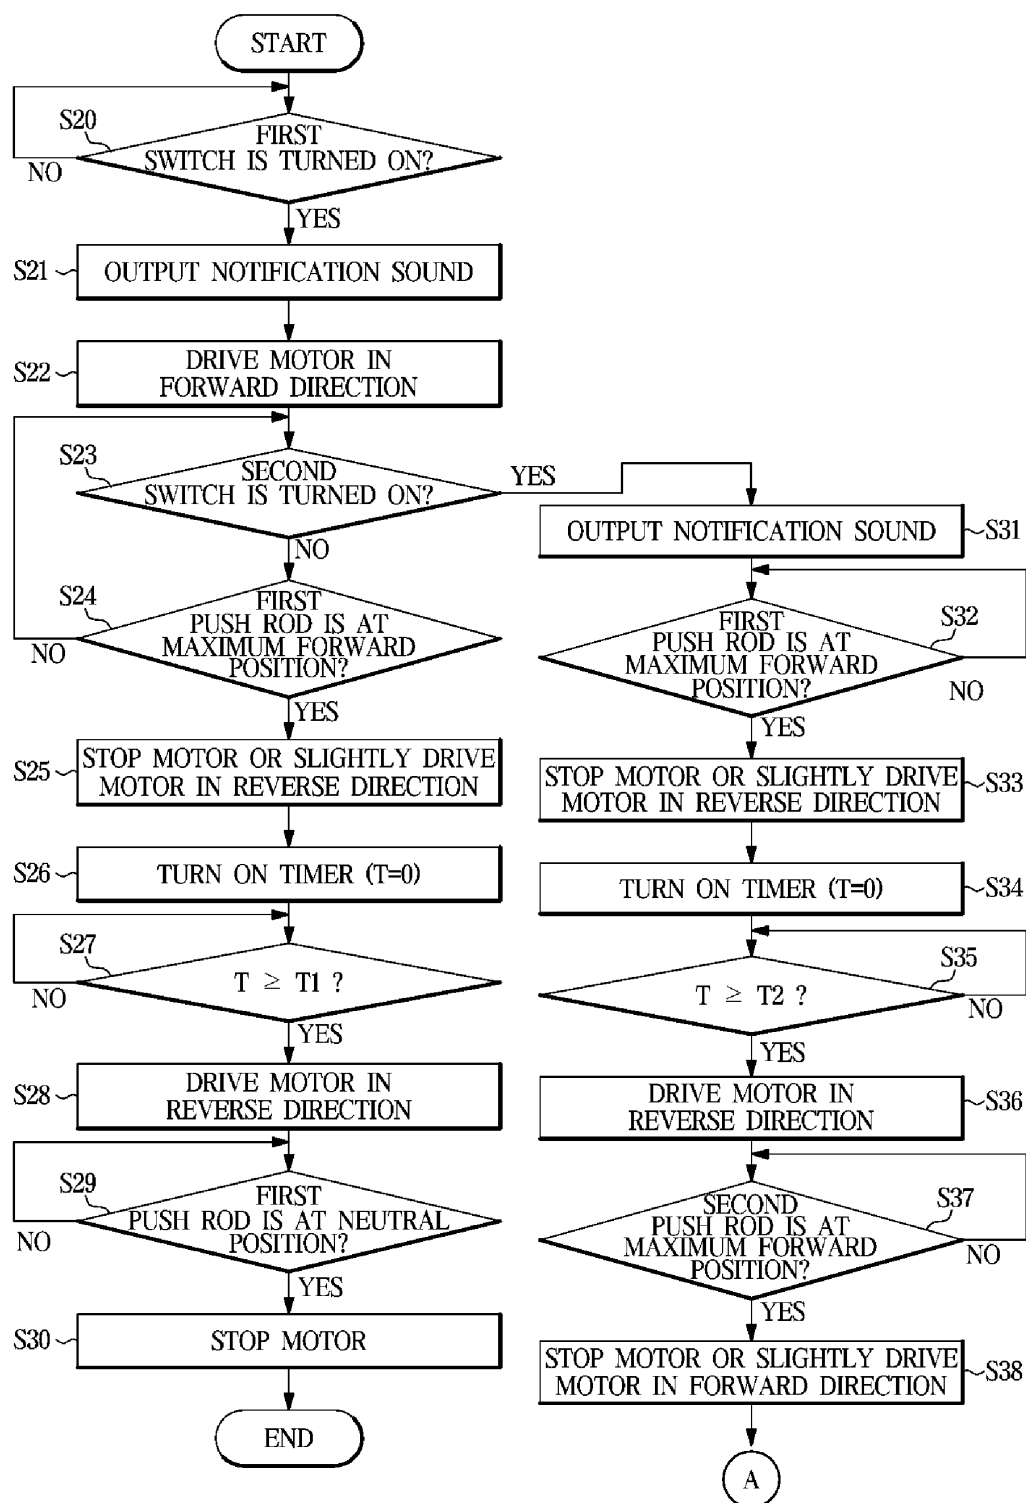 START
S20
FIRST
SWITCH IS TURNED ON?
NO
YES
S21
OUTPUT NOTIFICATION SOUND
S22
DRIVE MOTOR IN
FORWARD DIRECTION
S23
SECOND
SWITCH IS TURNED ON?
YES
NO
S24
FIRST
PUSH ROD IS AT
MAXIMUM FORWARD
POSITION?
NO
YES
S25
STOP MOTOR OR SLIGHTLY DRIVE
MOTOR IN REVERSE DIRECTION
S26
TURN ON TIMER (T=0)
S27
T ≥ T1 ?
NO
YES
S28
DRIVE MOTOR IN
REVERSE DIRECTION
S29
FIRST
PUSH ROD IS AT NEUTRAL
POSITION?
NO
YES
S30
STOP MOTOR
END
OUTPUT NOTIFICATION SOUND
S31
S32
FIRST
PUSH ROD IS AT
MAXIMUM FORWARD
POSITION?
NO
YES
STOP MOTOR OR SLIGHTLY DRIVE
MOTOR IN REVERSE DIRECTION
S33
TURN ON TIMER (T=0)
S34
S35
T ≥ T2 ?
NO
YES
DRIVE MOTOR IN
REVERSE DIRECTION
S36
S37
SECOND
PUSH ROD IS AT
MAXIMUM FORWARD
POSITION?
NO
YES
STOP MOTOR OR SLIGHTLY DRIVE
MOTOR IN FORWARD DIRECTION
S38
A